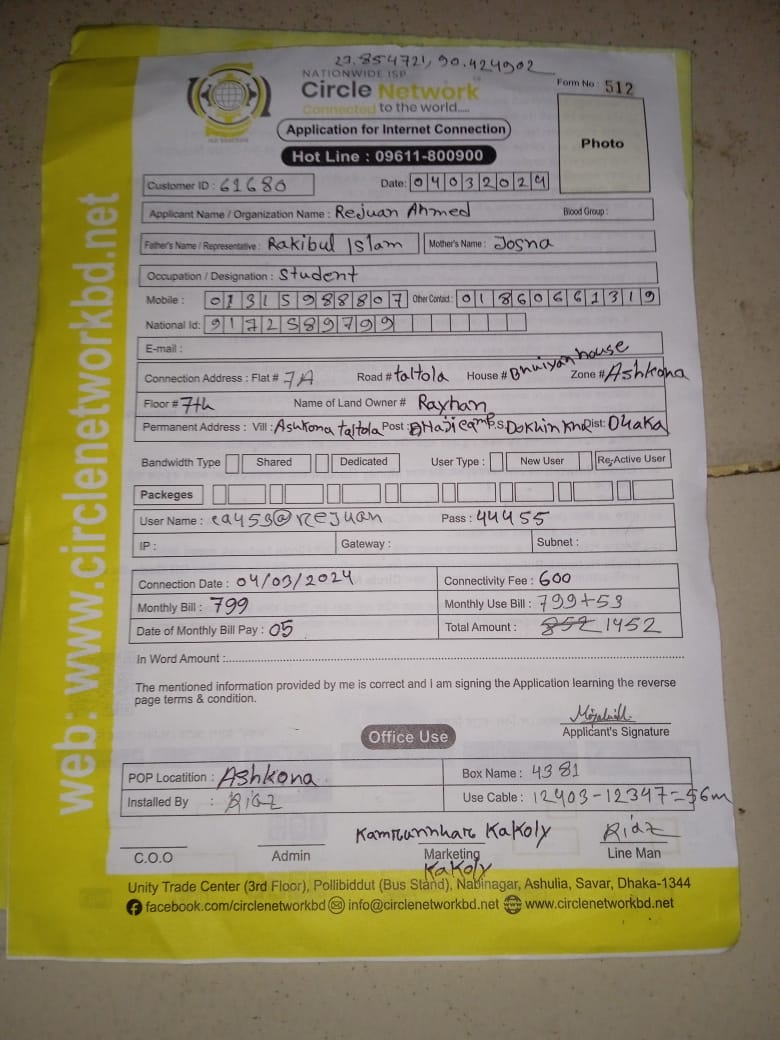 23.854721, 90.424902
NATIONWIDE ISP
Circle Network
Connected to the world.....
Form No : 512
Application for Internet Connection
Photo
Hot Line : 09611-800900
Customer ID : 61680 Date: 04032024
Applicant Name / Organization Name : Rejuan Ahmed Blood Group :
Father's Name / Representative : Rakibul Islam Mother's Name : Josna
Occupation / Designation : Student
Mobile : 01315988807 Other Contact : 01860661319
National Id: 9172589799
E-mail :
Connection Address : Flat # 7A Road # taltola House # Bhuiyan house Zone # Ashkona
Floor # 7th Name of Land Owner # Rayhan
Permanent Address : Vill : Ashkona taltola Post : Haji camp P.S Dokhin khan Dist: Dhaka
Bandwidth Type Shared Dedicated User Type : New User Re-Active User
Packeges
User Name : ca453@rejuan Pass : 44455
IP : Gateway : Subnet :
Connection Date : 04/03/2024 Connectivity Fee : 600
Monthly Bill : 799 Monthly Use Bill : 799+53
Date of Monthly Bill Pay : 05 Total Amount : 852 1452
In Word Amount :
The mentioned information provided by me is correct and I am signing the Application learning the reverse
page terms & condition.
Applicant's Signature
Office Use
POP Locatition : Ashkona Box Name : 4381
Installed By : Riaz Use Cable : 12403-12347=56m
Kamrunnhar Kakoly Riaz
C.O.O Admin Marketing Line Man
Kakoly
Unity Trade Center (3rd Floor), Pollibiddut (Bus Stand), Nabinagar, Ashulia, Savar, Dhaka-1344
facebook.com/circlenetworkbd info@circlenetworkbd.net www.circlenetworkbd.net
web: www.circlenetworkbd.net